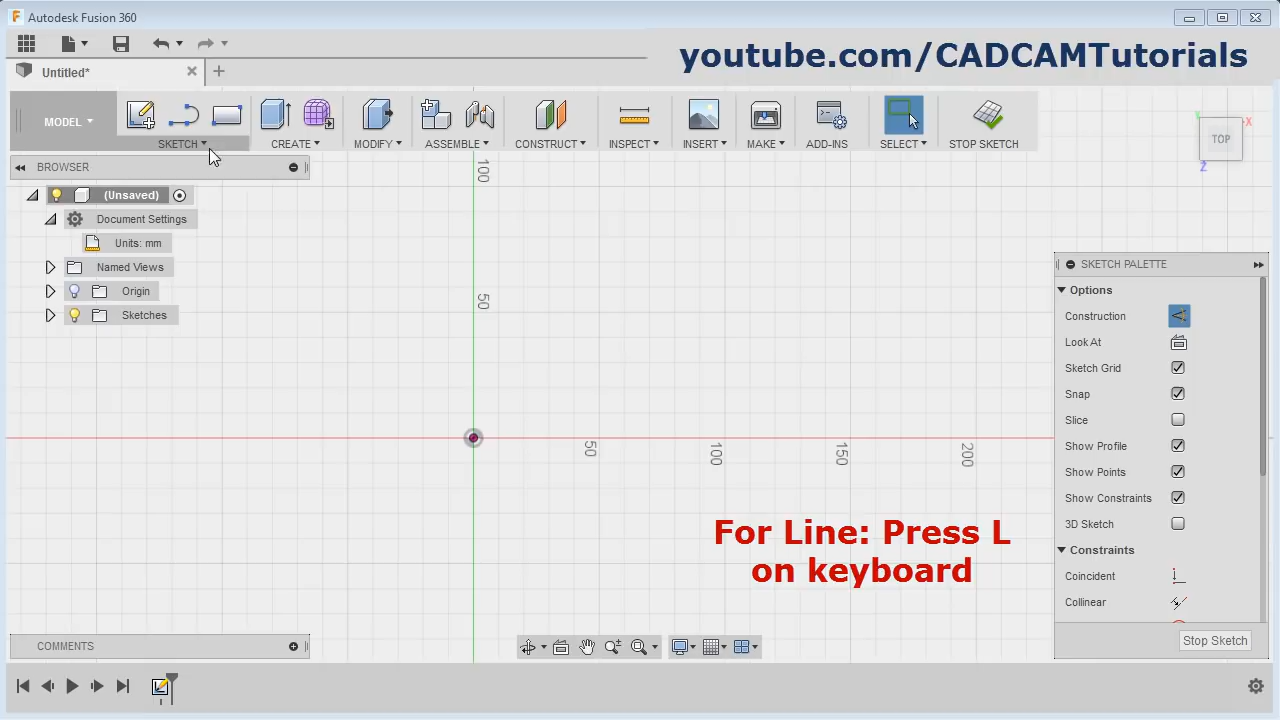 Autodesk Fusion 360
youtube.com/CADCAMTutorials
Untitled*
MODEL
SKETCH
CREATE
MODIFY
ASSEMBLE
CONSTRUCT
INSPECT
INSERT
MAKE
ADD-INS
SELECT
STOP SKETCH
TOP
X
Y
Z
BROWSER
(Unsaved)
Document Settings
Units: mm
Named Views
Origin
Sketches
100
50
50
100
150
200
SKETCH PALETTE
Options
Construction
Look At
Sketch Grid
Snap
Slice
Show Profile
Show Points
Show Constraints
3D Sketch
Constraints
Coincident
Collinear
Stop Sketch
For Line: Press L
on keyboard
COMMENTS